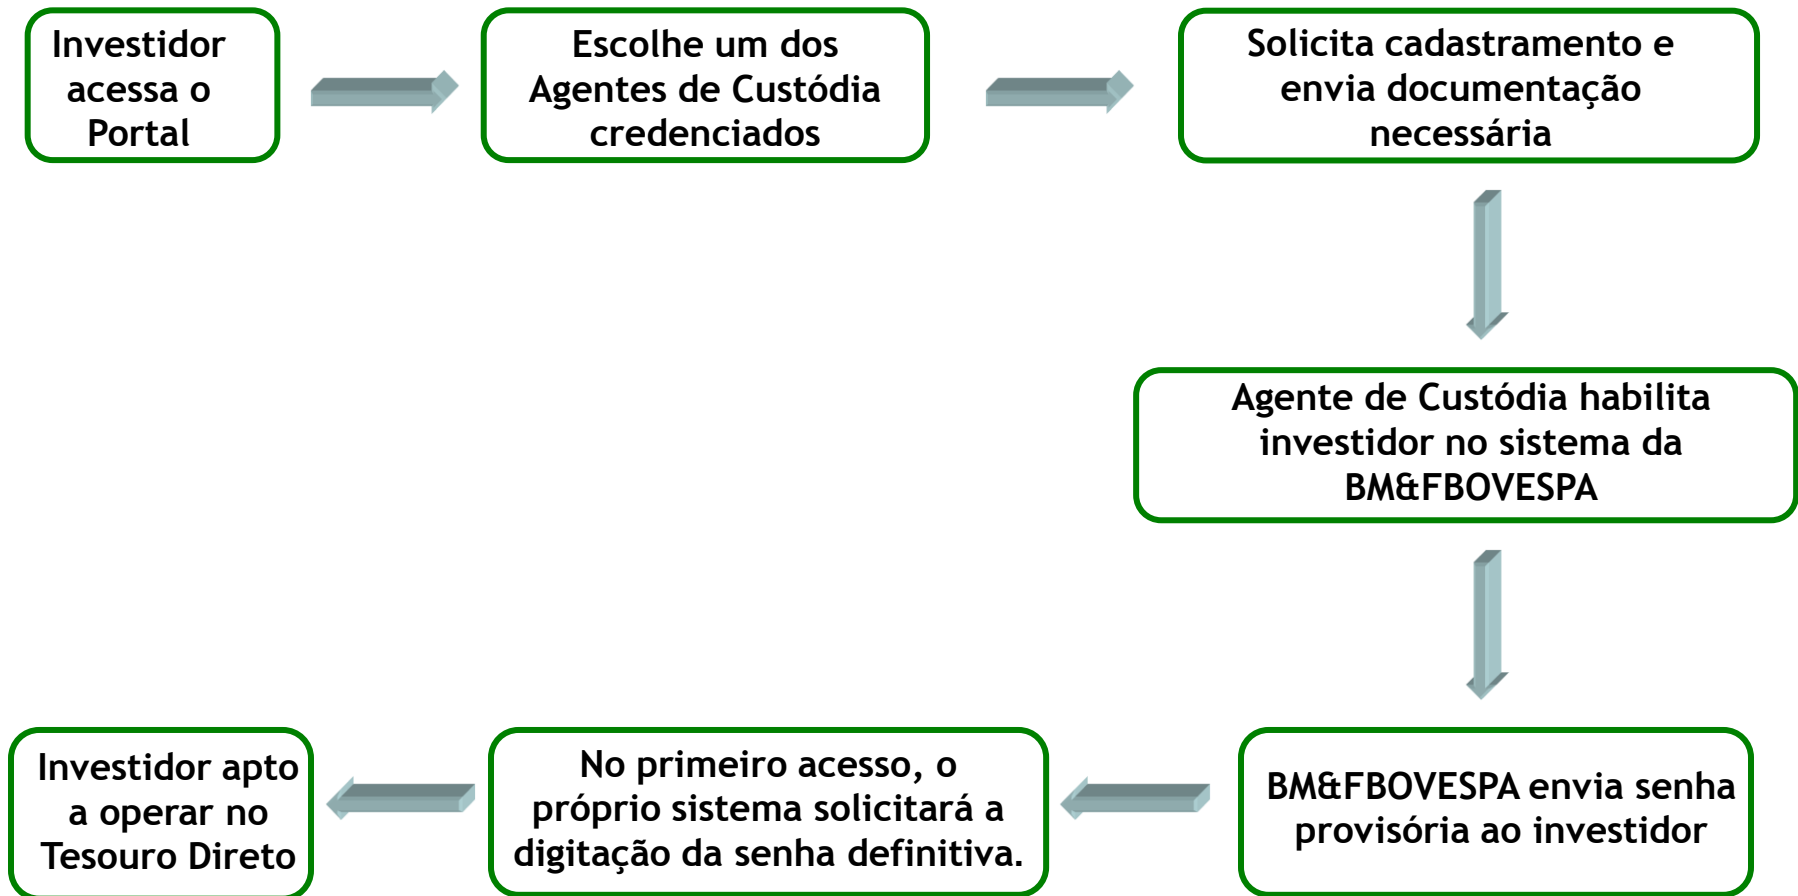 Investidor
acessa o
Portal
Escolhe um dos
Agentes de Custódia
credenciados
Solicita cadastramento e
envia documentação
necessária
Agente de Custódia habilita
investidor no sistema da
BM&FBOVESPA
BM&FBOVESPA envia senha
provisória ao investidor
No primeiro acesso, o
próprio sistema solicitará a
digitação da senha definitiva.
Investidor apto
a operar no
Tesouro Direto